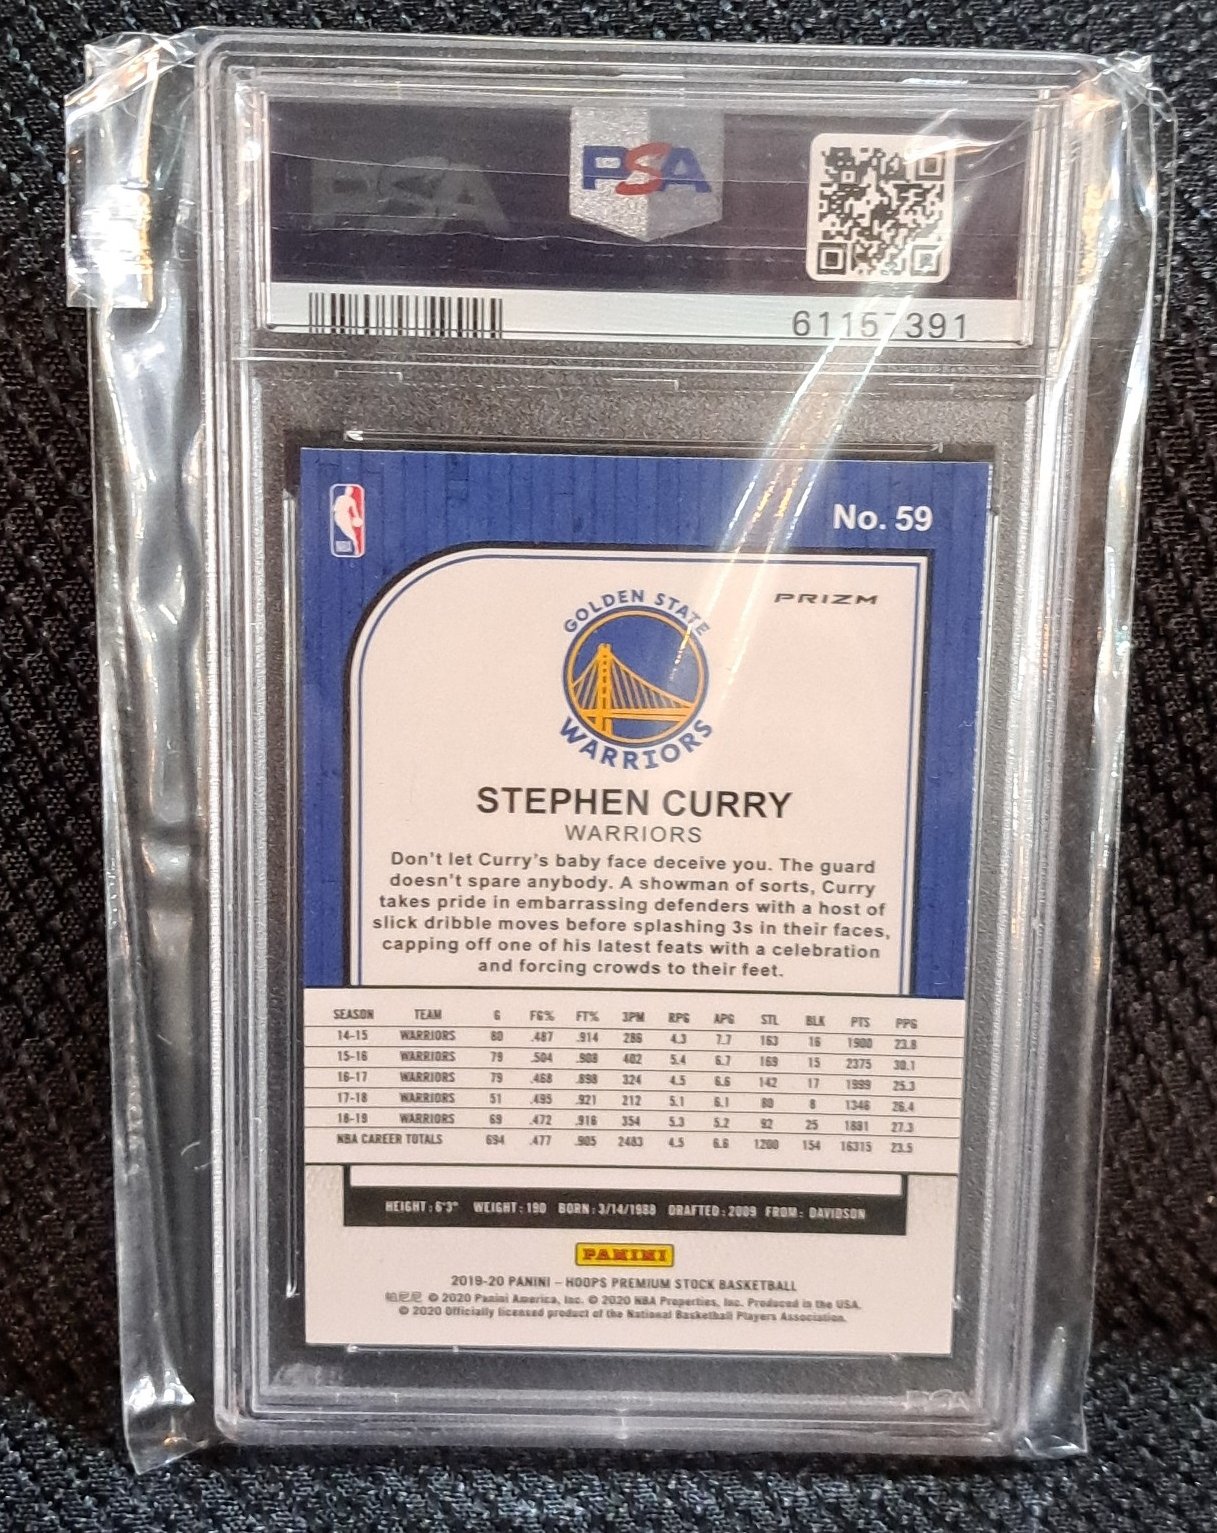 PSA
PSA
61157391
NBA
No. 59
PRIZM
GOLDEN STATE
WARRIORS
STEPHEN CURRY
WARRIORS
Don't let Curry's baby face deceive you. The guard
doesn't spare anybody. A showman of sorts, Curry
takes pride in embarrassing defenders with a host of
slick dribble moves before splashing 3s in their faces,
capping off one of his latest feats with a celebration
and forcing crowds to their feet.
SEASON TEAM G FG% FT% 3PM RPG APG STL BLK PTS PPG
14-15 WARRIORS 80 .487 .914 286 4.3 7.7 163 16 1900 23.8
15-16 WARRIORS 79 .504 .908 402 5.4 6.7 169 15 2375 30.1
16-17 WARRIORS 79 .468 .898 324 4.5 6.6 142 17 1999 25.3
17-18 WARRIORS 51 .495 .921 212 5.1 6.1 80 8 1346 26.4
18-19 WARRIORS 69 .472 .916 354 5.3 5.2 92 25 1881 27.3
NBA CAREER TOTALS 694 .477 .905 2483 4.5 6.6 1200 154 16315 23.5
HEIGHT: 6'3" WEIGHT: 190 BORN: 3/14/1988 DRAFTED: 2009 FROM: DAVIDSON
PANINI
2019-20 PANINI – HOOPS PREMIUM STOCK BASKETBALL
帕尼尼 © 2020 Panini America, Inc. © 2020 NBA Properties, Inc. Produced in the USA.
© 2020 Officially licensed product of the National Basketball Players Association.
PSA